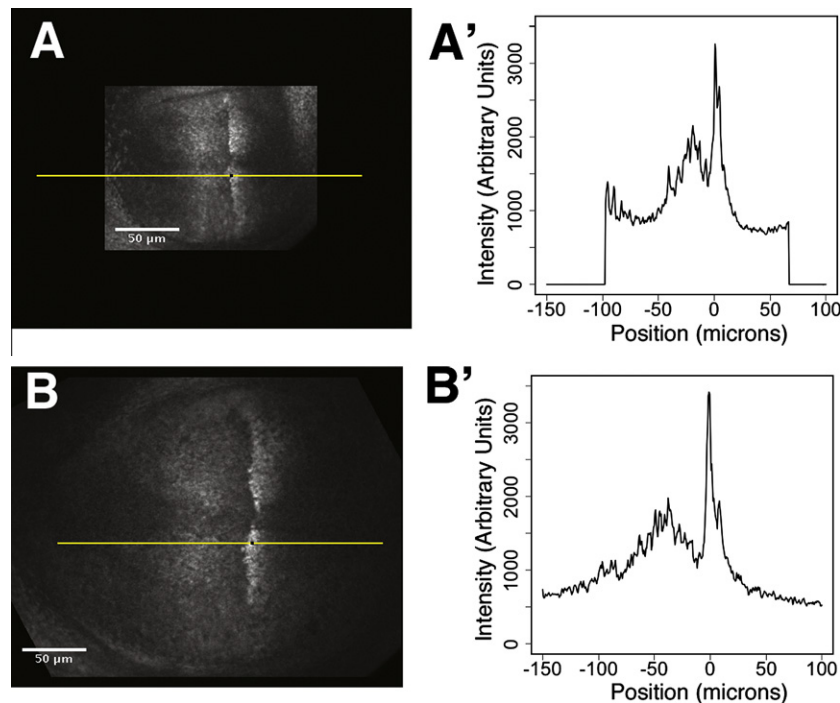 A
50 µm
A'
Intensity (Arbitrary Units)
3000
2000
1000
0
-150 -100 -50 0 50 100
Position (microns)
B
50 µm
B'
Intensity (Arbitrary Units)
3000
2000
1000
0
-150 -100 -50 0 50 100
Position (microns)